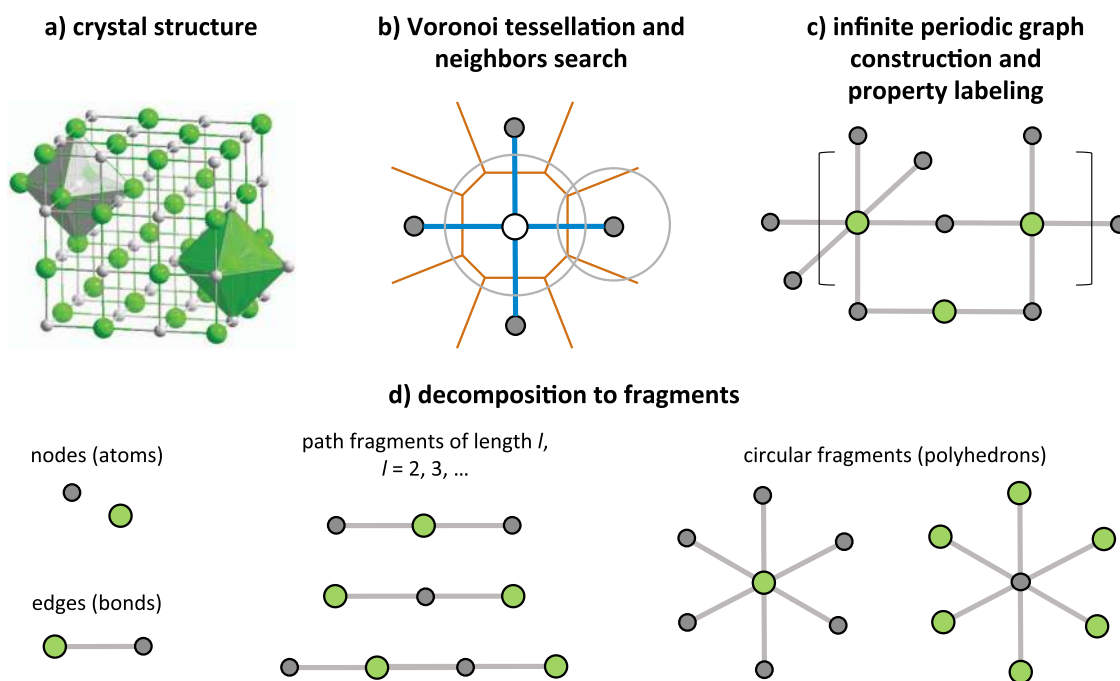 a) crystal structure
b) Voronoi tessellation and
neighbors search
c) infinite periodic graph
construction and
property labeling
d) decomposition to fragments
nodes (atoms)
edges (bonds)
path fragments of length l,
l = 2, 3, ...
circular fragments (polyhedrons)